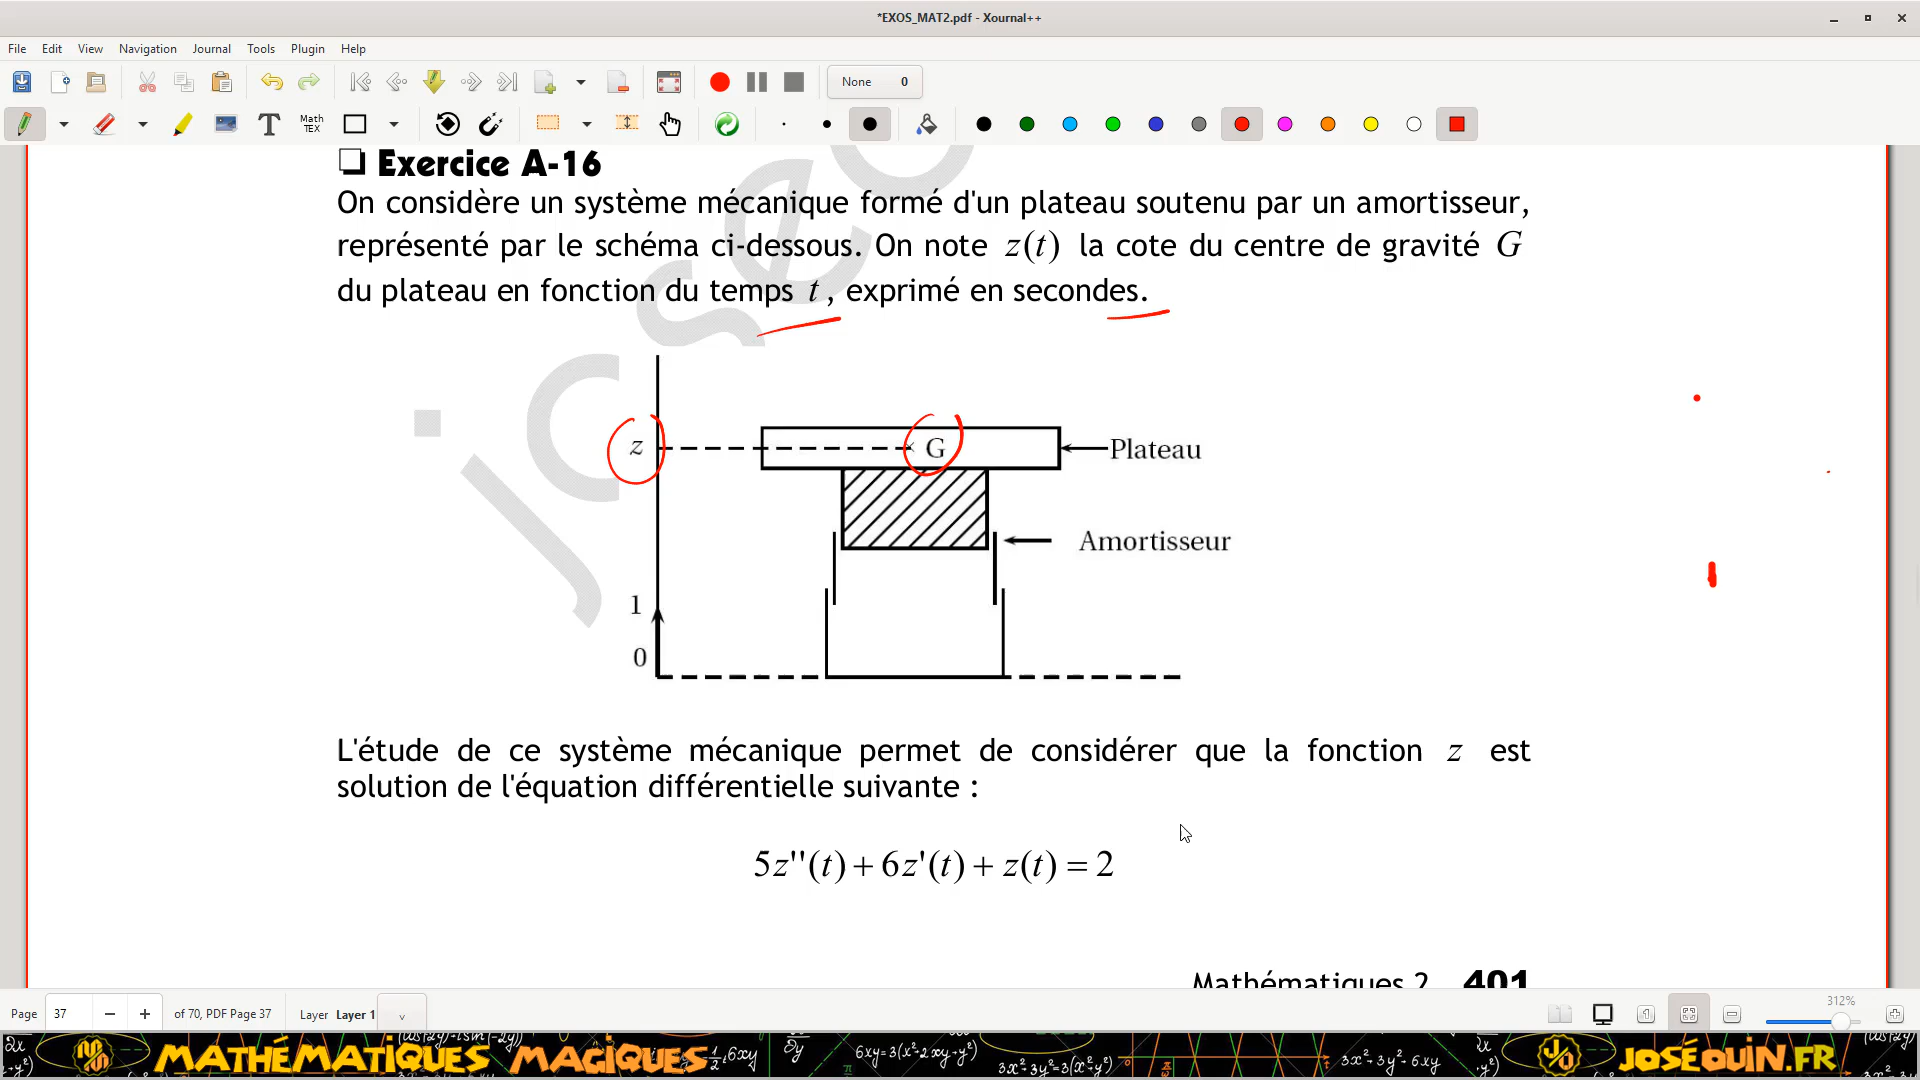 *EXOS_MAT2.pdf - Xournal++
File Edit View Navigation Journal Tools Plugin Help
None 0
T Math TEX
❏ Exercice A-16
On considère un système mécanique formé d'un plateau soutenu par un amortisseur,
représenté par le schéma ci-dessous. On note z(t) la cote du centre de gravité G
du plateau en fonction du temps t, exprimé en secondes.
z G Plateau
Amortisseur
1
0
L'étude de ce système mécanique permet de considérer que la fonction z est
solution de l'équation différentielle suivante :
5z''(t)+6z'(t)+z(t)=2
Mathématiques 2 401
Page 37 of 70, PDF Page 37 Layer Layer 1 312%
MATHÉMATIQUES MAGIQUES JOSÉQUIN.FR